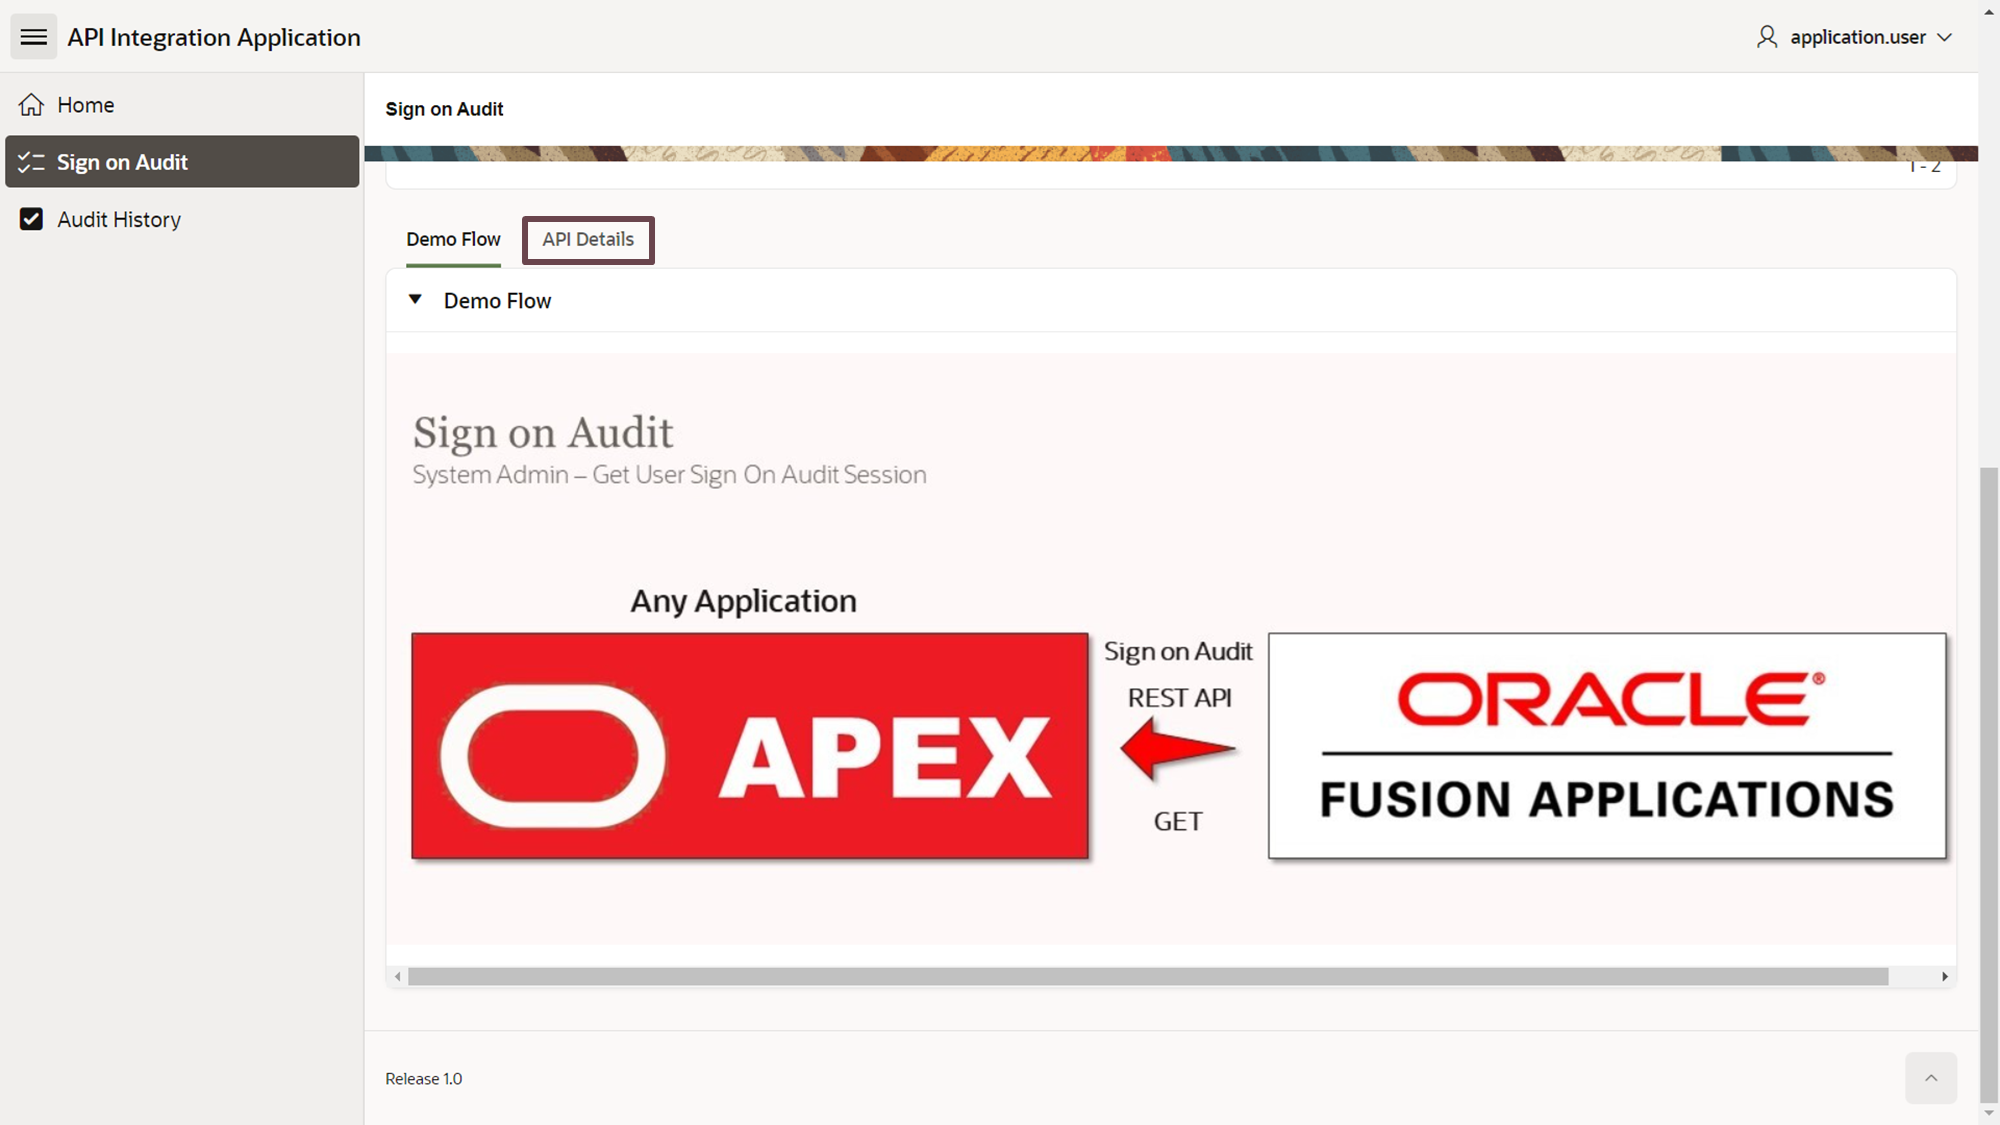 API Integration Application
application.user
Home
Sign on Audit
Audit History
Sign on Audit
1 - 2
Demo Flow
API Details
Demo Flow
Sign on Audit
System Admin – Get User Sign On Audit Session
Any Application
APEX
Sign on Audit
REST API
GET
ORACLE®
FUSION APPLICATIONS
Release 1.0